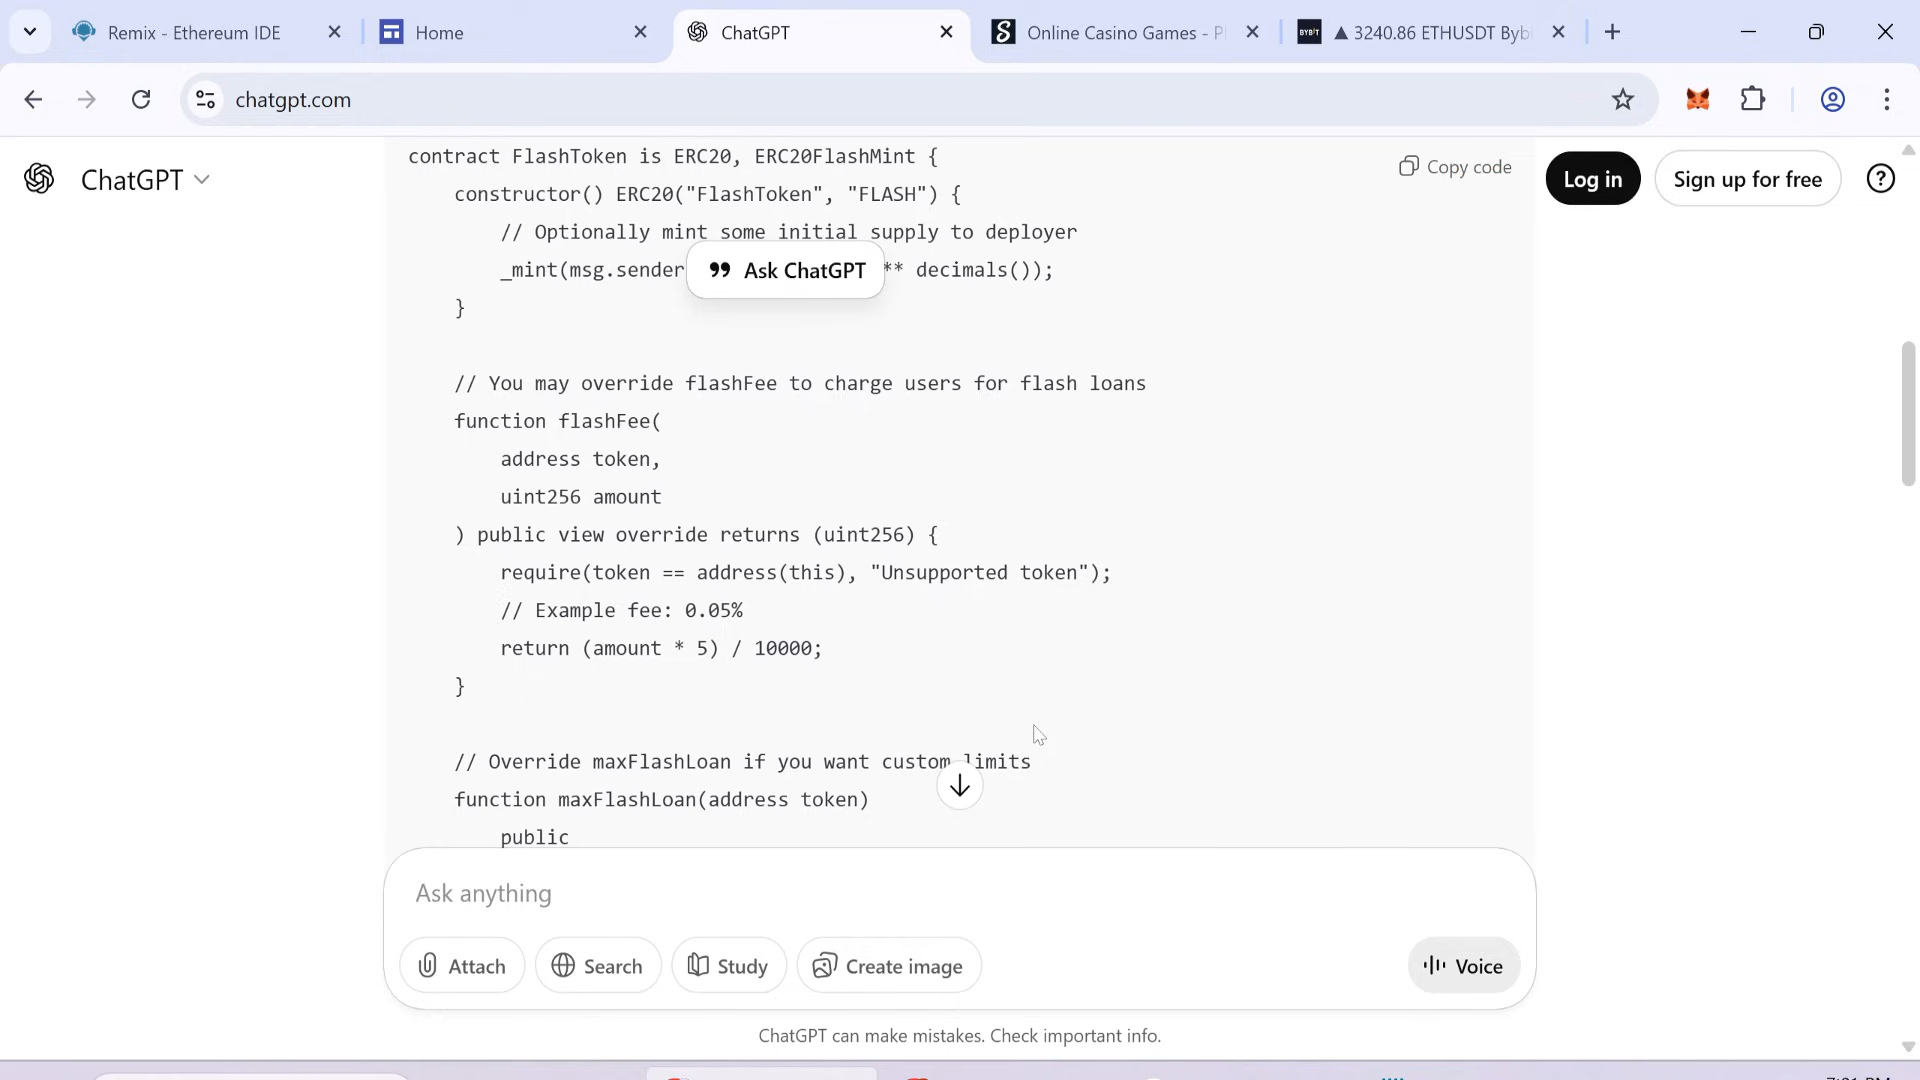 Remix - Ethereum IDE
Home
ChatGPT
Online Casino Games - Pl
BYBIT
▲ 3240.86 ETHUSDT Byb
chatgpt.com
ChatGPT
Log in
Sign up for free
Copy code
contract FlashToken is ERC20, ERC20FlashMint {
constructor() ERC20("FlashToken", "FLASH") {
// Optionally mint some initial supply to deployer
_mint(msg.sender
** decimals());
Ask ChatGPT
}
// You may override flashFee to charge users for flash loans
function flashFee(
address token,
uint256 amount
) public view override returns (uint256) {
require(token == address(this), "Unsupported token");
// Example fee: 0.05%
return (amount * 5) / 10000;
}
// Override maxFlashLoan if you want custom limits
function maxFlashLoan(address token)
public
Ask anything
Attach
Search
Study
Create image
Voice
ChatGPT can make mistakes. Check important info.